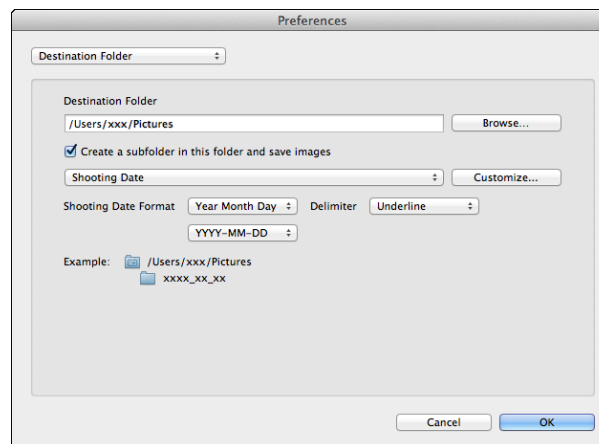 Preferences
Destination Folder
Destination Folder
/Users/xxx/Pictures Browse...
Create a subfolder in this folder and save images
Shooting Date Customize...
Shooting Date Format Year Month Day Delimiter Underline
YYYY-MM-DD
Example: /Users/xxx/Pictures
xxxx_xx_xx
Cancel OK